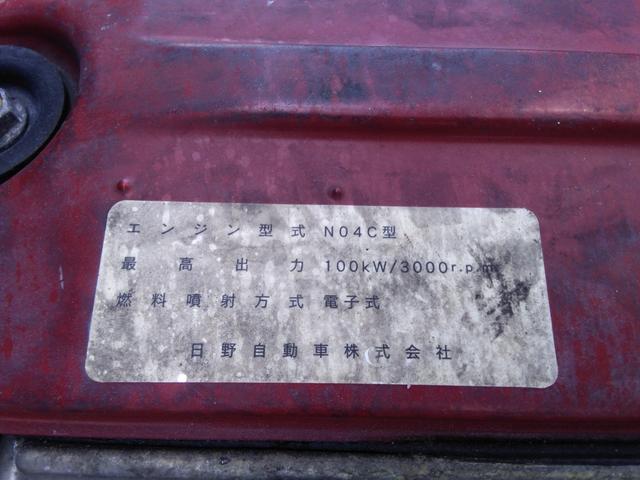 エンジン型式 N04C型
最高出力 100kW/3000r.p.m
燃料噴射方式 電子式
日野自動車株式会社